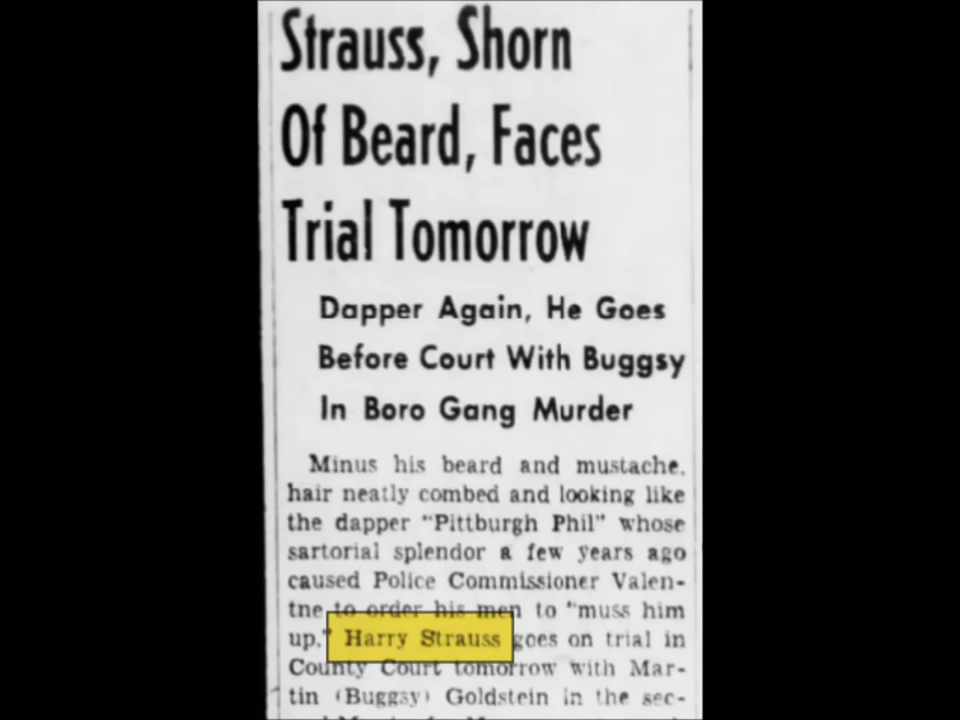 Strauss, Shorn
Of Beard, Faces
Trial Tomorrow
Dapper Again, He Goes
Before Court With Buggsy
In Boro Gang Murder
Minus his beard and mustache,
hair neatly combed and looking like
the dapper "Pittburgh Phil" whose
sartorial splendor a few years ago
caused Police Commissioner Valen-
tne to order his men to "muss him
up," Harry Strauss goes on trial in
County Court tomorrow with Mar-
tin (Buggsy) Goldstein in the sec-